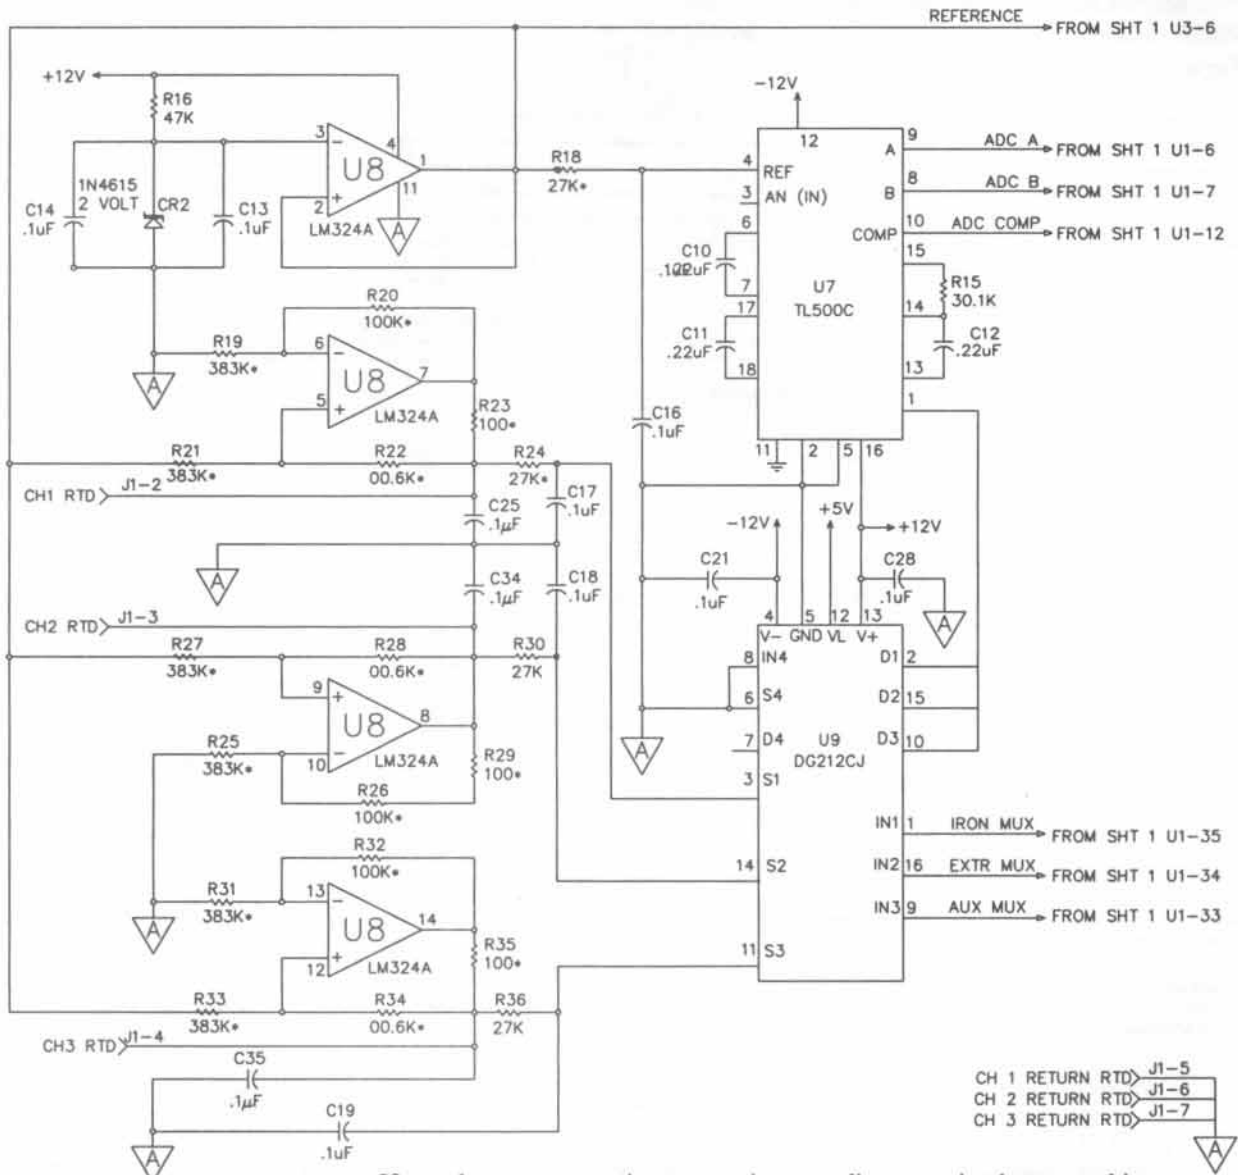 REFERENCE
FROM SHT 1 U3-6
+12V
R16
47K
-12V
12
4
REF
3
AN (IN)
A
9
ADC A
FROM SHT 1 U1-6
B
8
ADC B
FROM SHT 1 U1-7
COMP
10
ADC COMP
FROM SHT 1 U1-12
3
4
U8
1
11
2
LM324A
A
R18
27K*
1N4615
2 VOLT
CR2
C14
.1uF
C13
.1uF
6
C10
7
17
C11
.22uF
18
U7
TL500C
15
R15
30.1K
14
C12
.22uF
13
1
11
2
5
16
R20
100K*
R19
383K*
6
U8
7
5
LM324A
A
R23
100*
C16
.1uF
R21
383K*
R22
00.6K*
R24
27K*
CH1 RTD
J1-2
C25
.1µF
C17
.1uF
A
-12V
+5V
+12V
C21
.1uF
C28
.1uF
A
C34
.1µF
C18
.1uF
CH2 RTD
J1-3
R27
383K*
R28
00.6K*
R30
27K
9
U8
8
10
LM324A
R25
383K*
R29
100*
R26
100K*
A
4
5
12
13
V-
GND
VL
V+
8
IN4
6
S4
7
D4
3
S1
D1
2
D2
15
D3
10
U9
DG212CJ
A
IN1
1
IRON MUX
FROM SHT 1 U1-35
14
S2
IN2
16
EXTR MUX
FROM SHT 1 U1-34
IN3
9
AUX MUX
FROM SHT 1 U1-33
11
S3
R32
100K*
R31
383K*
13
U8
14
12
LM324A
A
R35
100*
R33
383K*
R34
00.6K*
R36
27K
CH3 RTD
J1-4
C35
.1µF
C19
.1uF
A
CH 1 RETURN RTD
J1-5
CH 2 RETURN RTD
J1-6
CH 3 RETURN RTD
J1-7
A